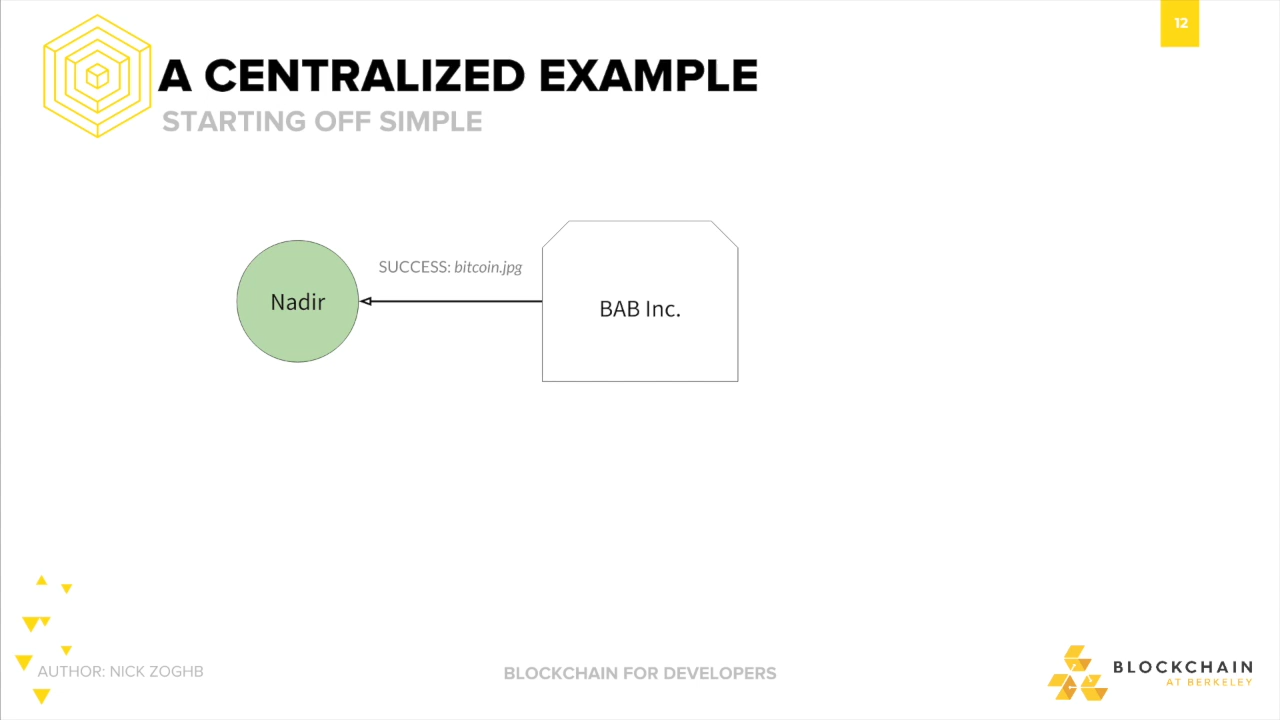 12
A CENTRALIZED EXAMPLE
STARTING OFF SIMPLE
SUCCESS: bitcoin.jpg
Nadir
BAB Inc.
AUTHOR: NICK ZOGHB
BLOCKCHAIN FOR DEVELOPERS
BLOCKCHAIN
AT BERKELEY